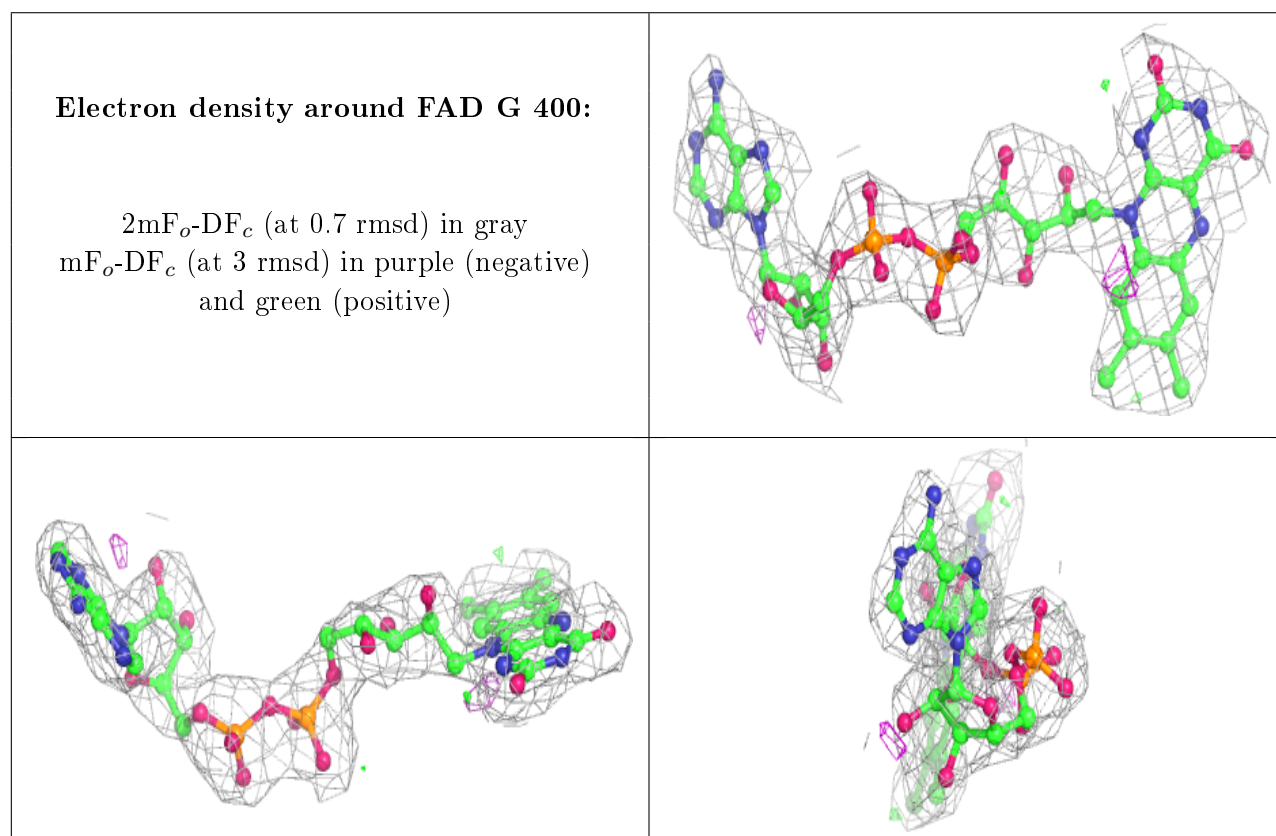 Electron density around FAD G 400:
2mFo-DFc (at 0.7 rmsd) in gray
mFo-DFc (at 3 rmsd) in purple (negative)
and green (positive)